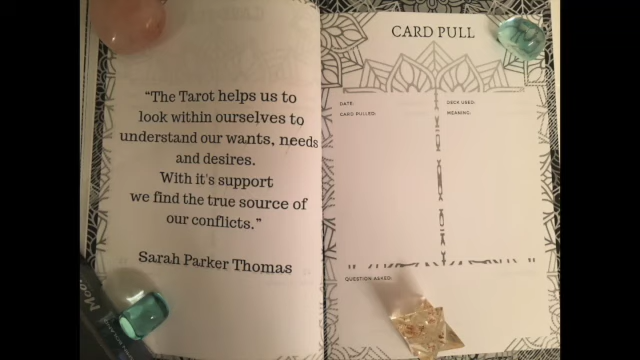 “The Tarot helps us to
look within ourselves to
understand our wants, needs
and desires.
With it's support
we find the true source of
our conflicts.”
Sarah Parker Thomas
CARD PULL
DATE:
CARD PULLED:
DECK USED:
MEANING:
QUESTION ASKED: